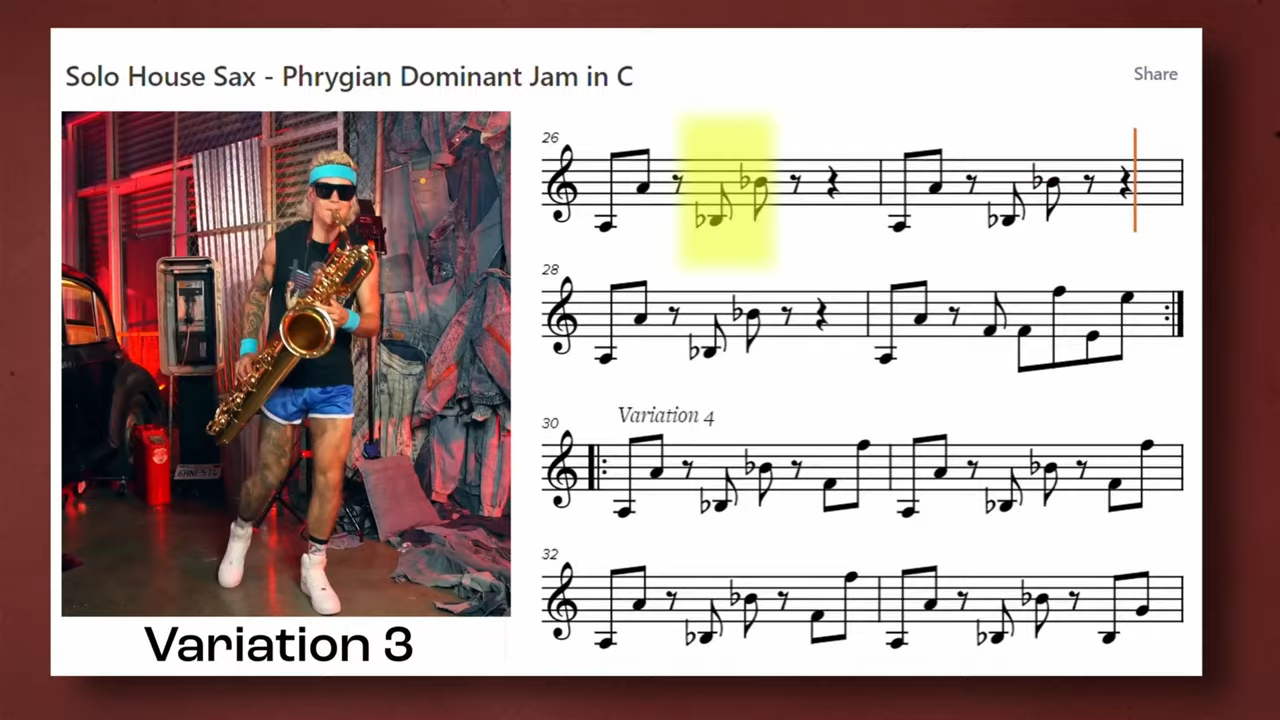 Solo House Sax - Phrygian Dominant Jam in C
Share
26
28
Variation 4
30
32
Variation 3